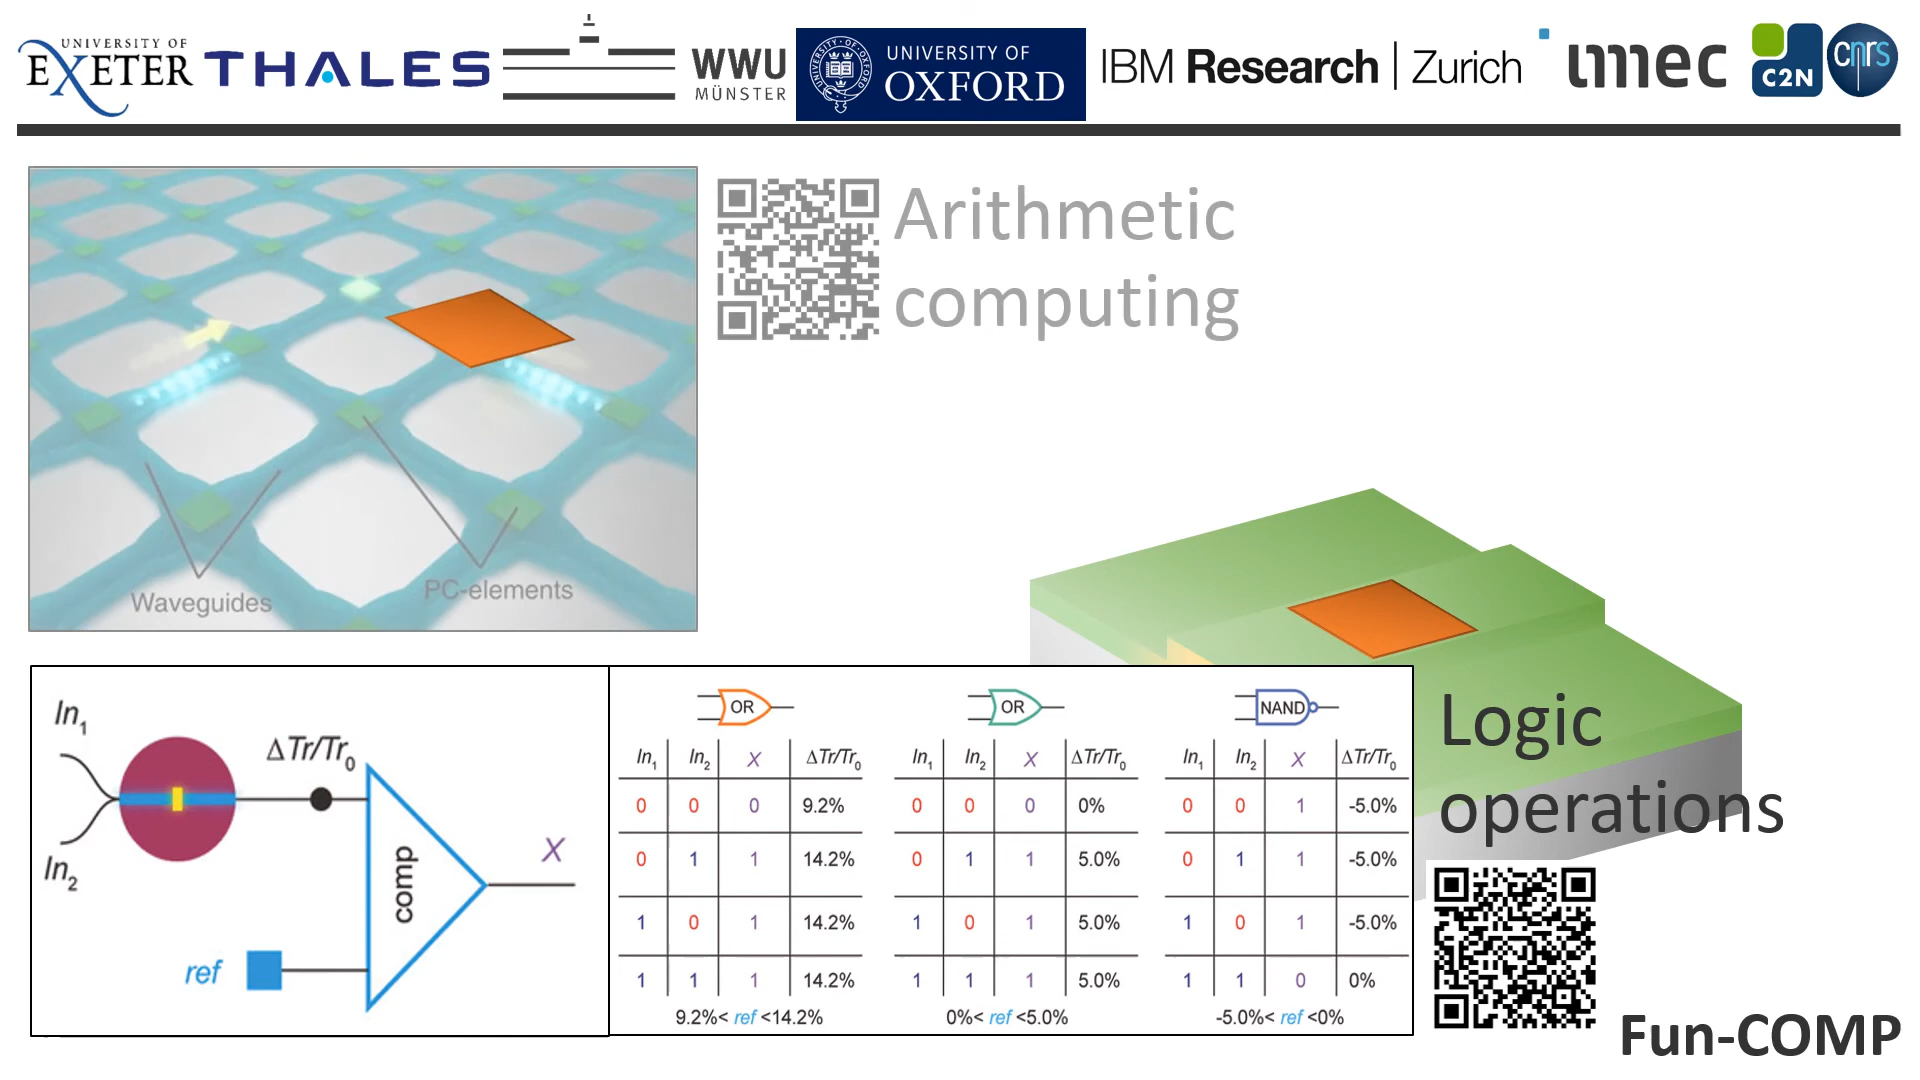 UNIVERSITY OF
EXETER
THALES
WWU
MÜNSTER
UNIVERSITY OF
OXFORD
IBM Research | Zurich
imec
C2N
cnrs
Arithmetic
computing
Waveguides
PC-elements
In1
In2
ΔTr/Tr0
comp
X
ref
OR
In1 In2 X ΔTr/Tr0
0 0 0 9.2%
0 1 1 14.2%
1 0 1 14.2%
1 1 1 14.2%
9.2%< ref <14.2%
OR
In1 In2 X ΔTr/Tr0
0 0 0 0%
0 1 1 5.0%
1 0 1 5.0%
1 1 1 5.0%
0%< ref <5.0%
NAND
In1 In2 X ΔTr/Tr0
0 0 1 -5.0%
0 1 1 -5.0%
1 0 1 -5.0%
1 1 0 0%
-5.0%< ref <0%
Logic
operations
Fun-COMP